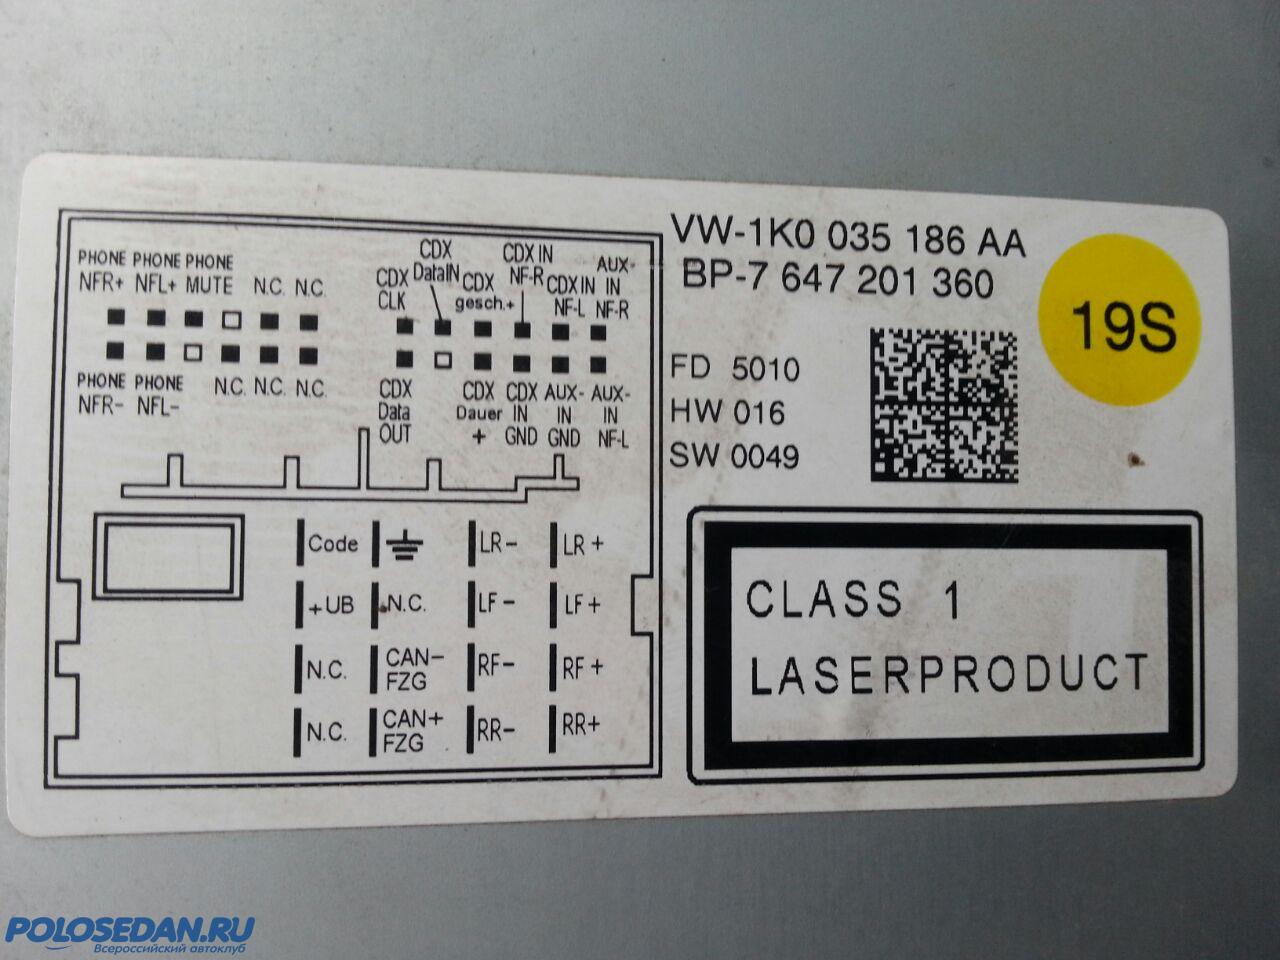 PHONE PHONE PHONE
NFR+ NFL+ MUTE N.C. N.C.
CDX CLK
CDX DataIN
CDX gesch.+
CDX IN NF-R
CDX IN NF-L
AUX-IN NF-R
PHONE PHONE
NFR- NFL- N.C. N.C. N.C.
CDX Data OUT
CDX Dauer +
CDX IN GND
AUX-IN GND
AUX-IN NF-L
Code LR- LR+
+UB N.C. LF- LF+
N.C. CAN- FZG RF- RF+
N.C. CAN+ FZG RR- RR+
VW-1K0 035 186 AA
BP-7 647 201 360
19S
FD 5010
HW 016
SW 0049
CLASS 1
LASERPRODUCT
POLOSEDAN.RU
Всероссийский автоклуб